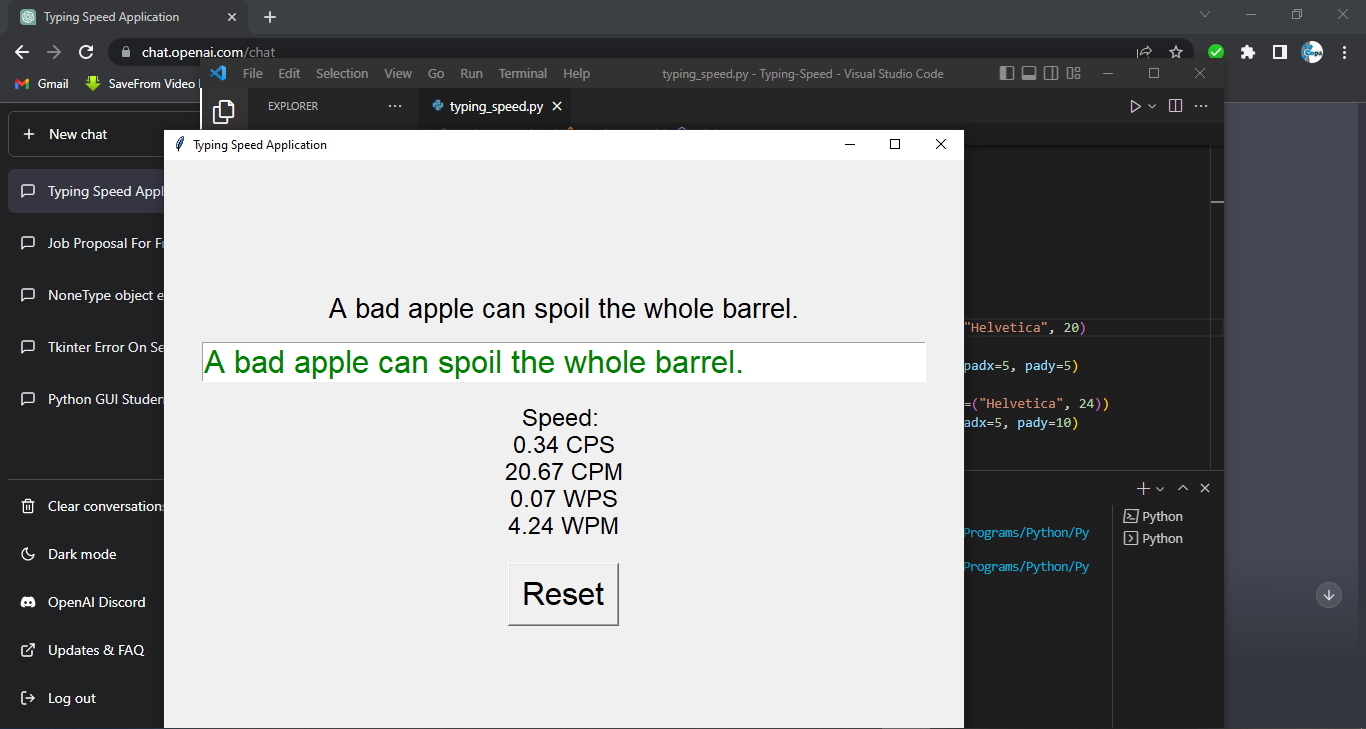 Typing Speed Application
chat.openai.com/chat
Gmail
SaveFrom Video
File Edit Selection View Go Run Terminal Help
typing_speed.py - Typing-Speed - Visual Studio Code
EXPLORER
typing_speed.py
New chat
Typing Speed Appl
Job Proposal For Fr
NoneType object e
Tkinter Error On Se
Python GUI Studen
Clear conversations
Dark mode
OpenAI Discord
Updates & FAQ
Log out
Typing Speed Application
A bad apple can spoil the whole barrel.
A bad apple can spoil the whole barrel.
Speed:
0.34 CPS
20.67 CPM
0.07 WPS
4.24 WPM
Reset
"Helvetica", 20)
padx=5, pady=5)
=("Helvetica", 24))
adx=5, pady=10)
Programs/Python/Py
Programs/Python/Py
Python
Python